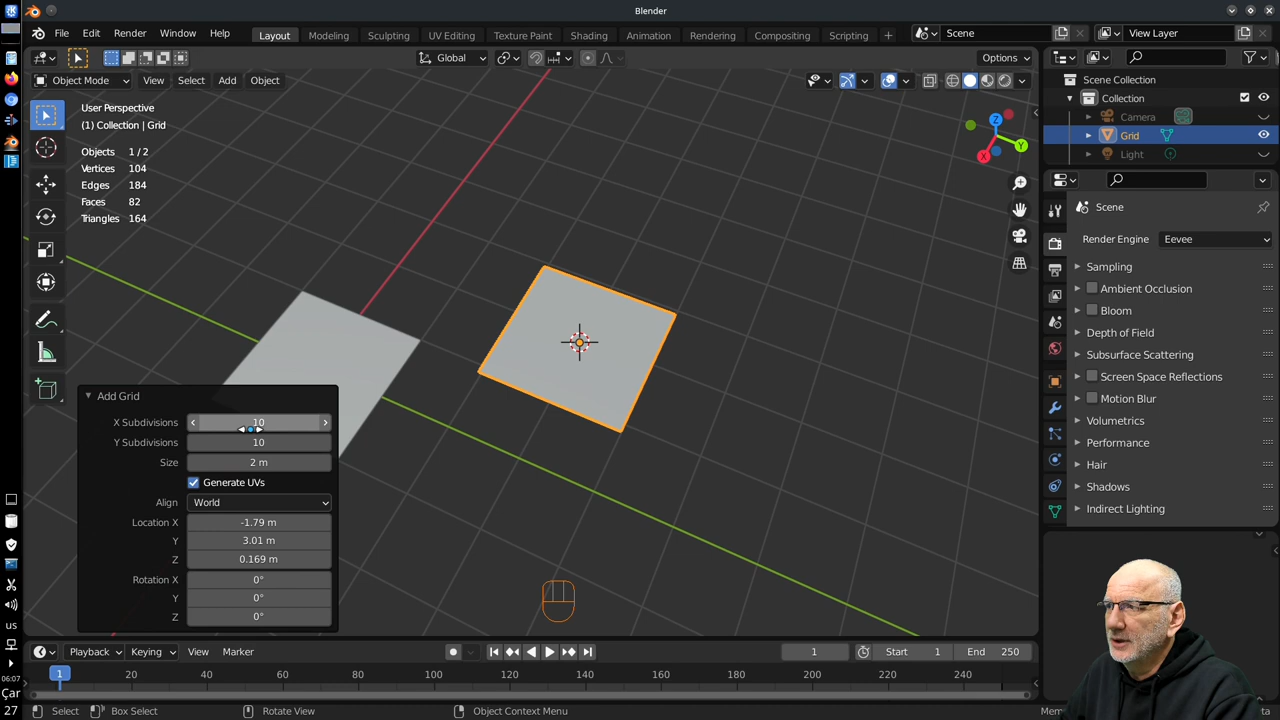 Blender
File Edit Render Window Help
Layout Modeling Sculpting UV Editing Texture Paint Shading Animation Rendering Compositing Scripting +
Scene
View Layer
Global
Options
Object Mode View Select Add Object
User Perspective
(1) Collection | Grid
Objects 1 / 2
Vertices 104
Edges 184
Faces 82
Triangles 164
Z
Y
X
Scene Collection
Collection
Camera
Grid
Light
Scene
Render Engine Eevee
Sampling
Ambient Occlusion
Bloom
Depth of Field
Subsurface Scattering
Screen Space Reflections
Motion Blur
Volumetrics
Performance
Hair
Shadows
Indirect Lighting
Add Grid
X Subdivisions 10
Y Subdivisions 10
Size 2 m
Generate UVs
Align World
Location X -1.79 m
Y 3.01 m
Z 0.169 m
Rotation X 0°
Y 0°
Z 0°
us
06:07
Çar
27
Playback Keying View Marker
1
Start 1
End 250
1 20 40 60 80 100 120 140 160 180 200 220 240
Select Box Select Rotate View Object Context Menu